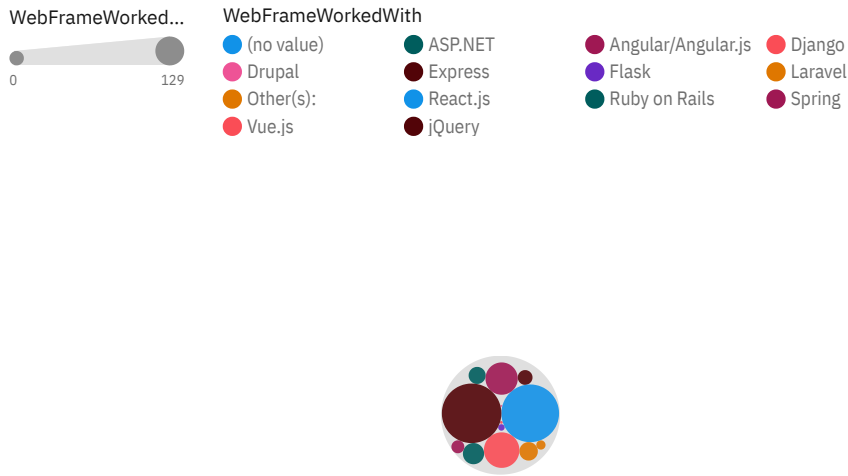 WebFrameWorked...
0 129
WebFrameWorkedWith
(no value) ASP.NET Angular/Angular.js Django
Drupal Express Flask Laravel
Other(s): React.js Ruby on Rails Spring
Vue.js jQuery